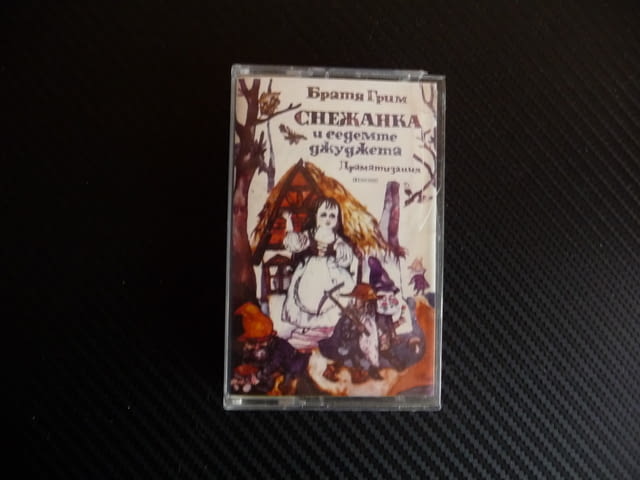 Братя Грим
СНЕЖАНКА
и седемте
джуджета
Драматизация